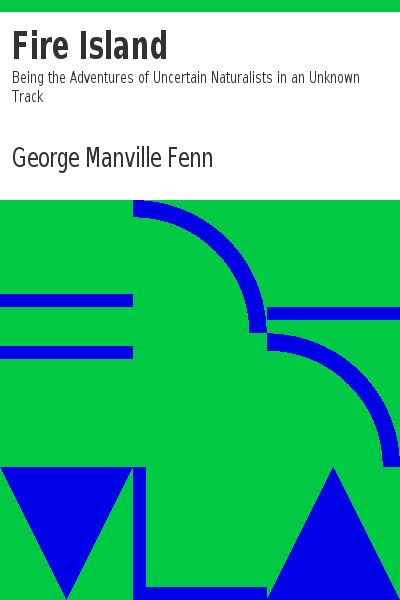 Fire Island
Being the Adventures of Uncertain Naturalists in an Unknown
Track
George Manville Fenn